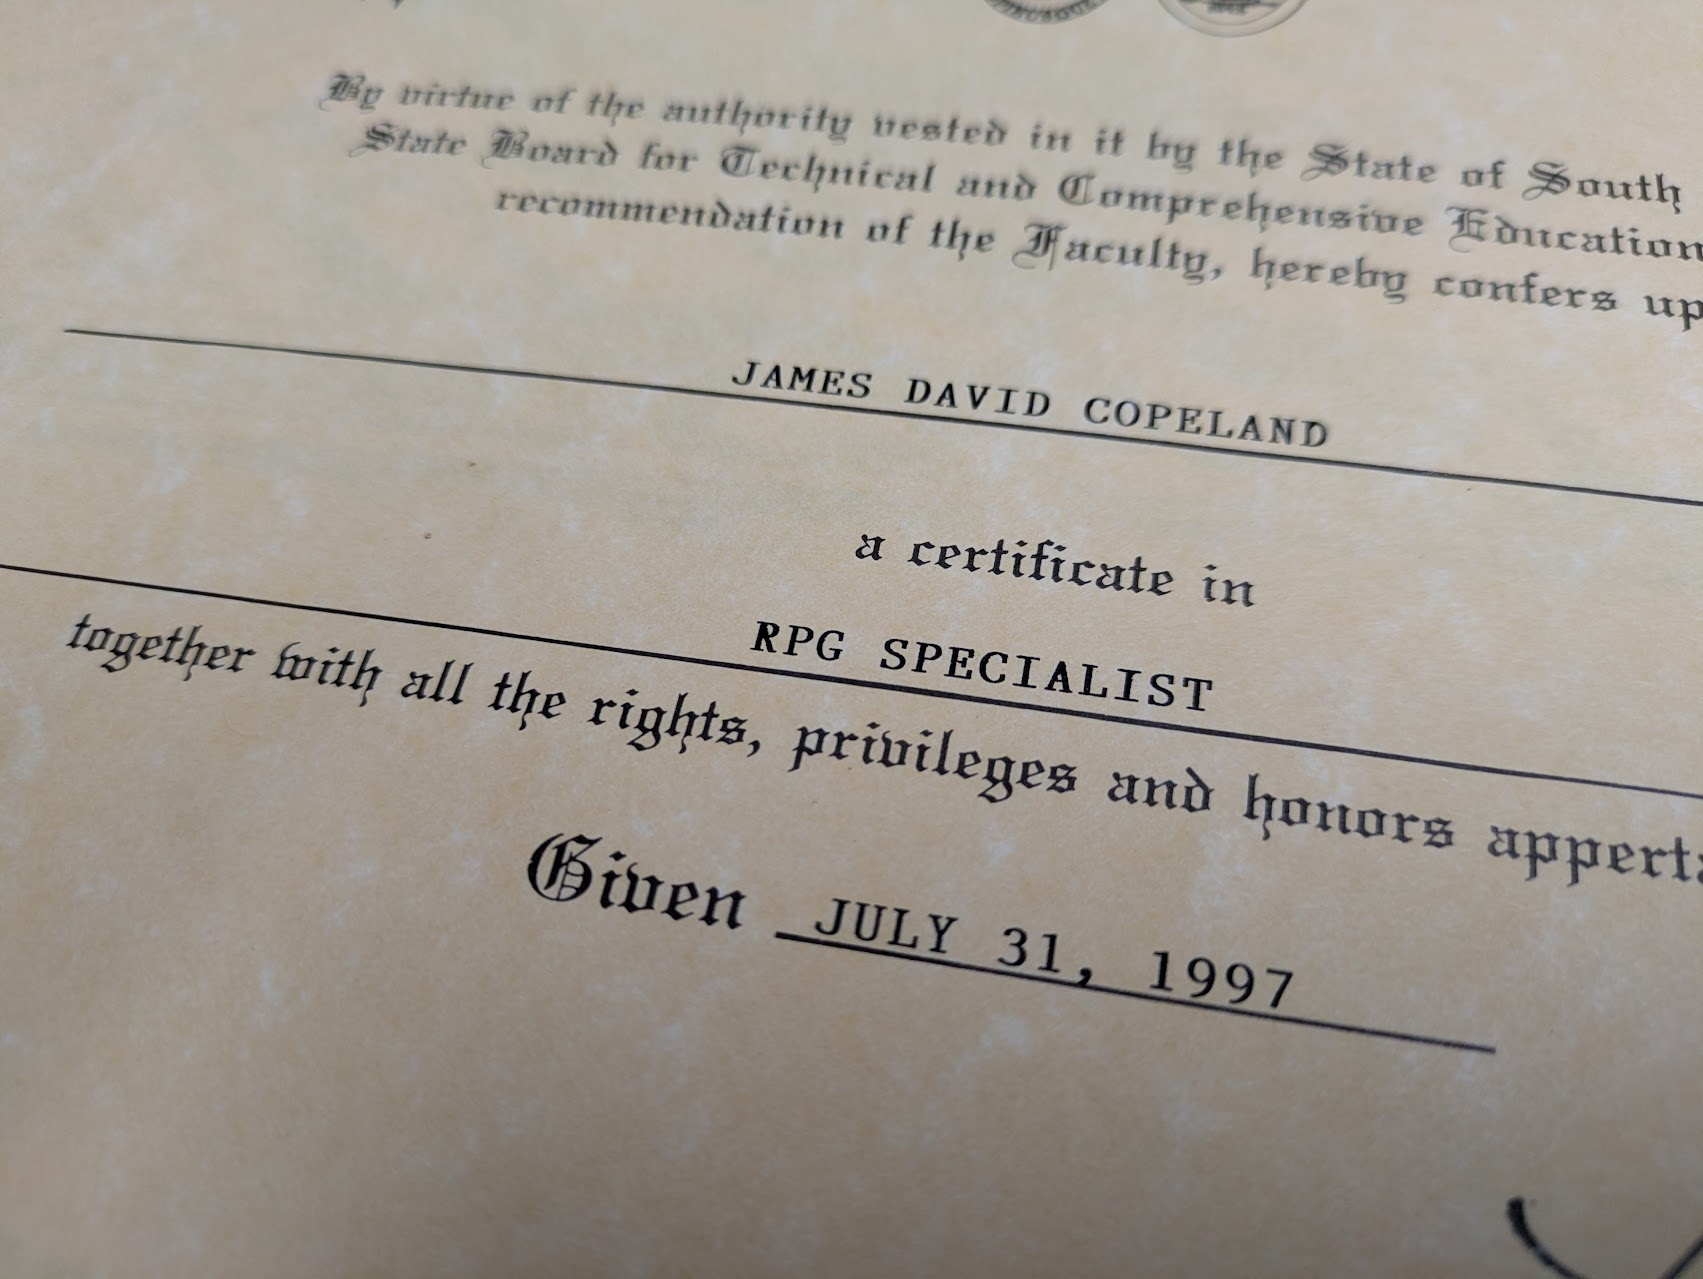 By virtue of the authority vested in it by the State of South
State Board for Technical and Comprehensive Education
recommendation of the Faculty, hereby confers up
JAMES DAVID COPELAND
a certificate in
RPG SPECIALIST
together with all the rights, privileges and honors apperta
Given JULY 31, 1997